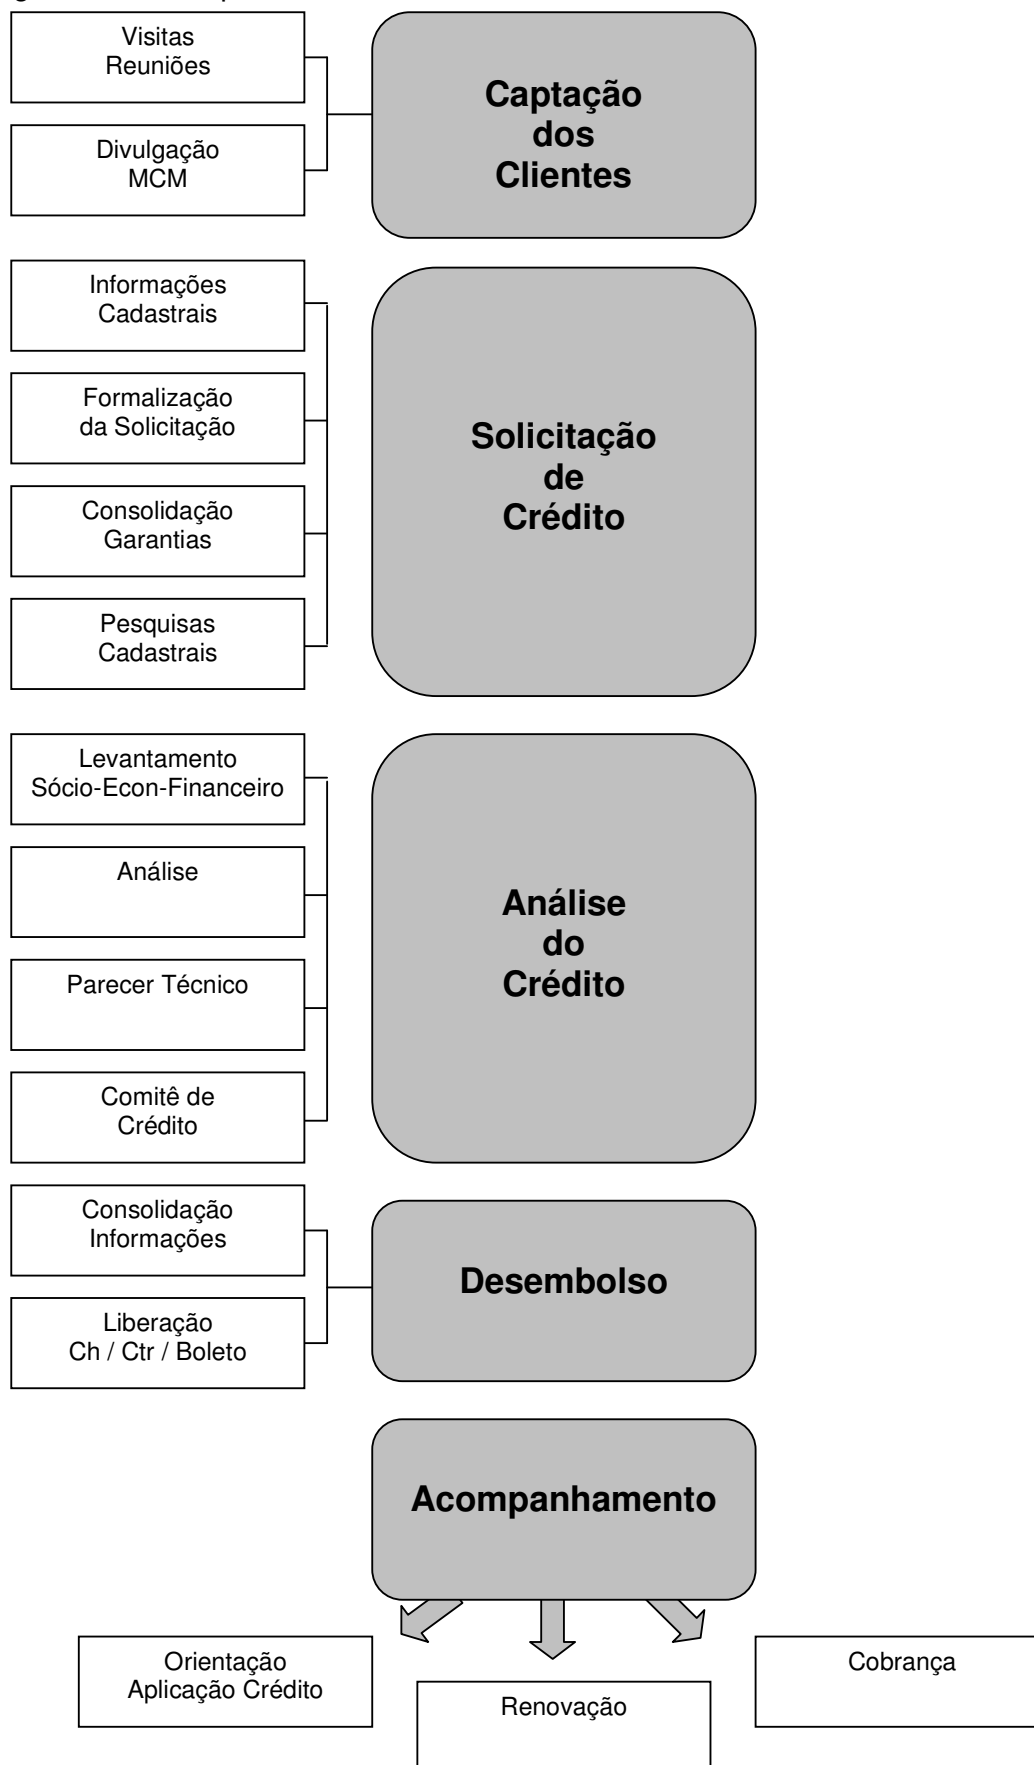 Visitas
Reuniões
Divulgação
MCM
Captação
dos
Clientes
Informações
Cadastrais
Formalização
da Solicitação
Consolidação
Garantias
Pesquisas
Cadastrais
Solicitação
de
Crédito
Levantamento
Sócio-Econ-Financeiro
Análise
Parecer Técnico
Comitê de
Crédito
Análise
do
Crédito
Consolidação
Informações
Liberação
Ch / Ctr / Boleto
Desembolso
Acompanhamento
Orientação
Aplicação Crédito
Renovação
Cobrança